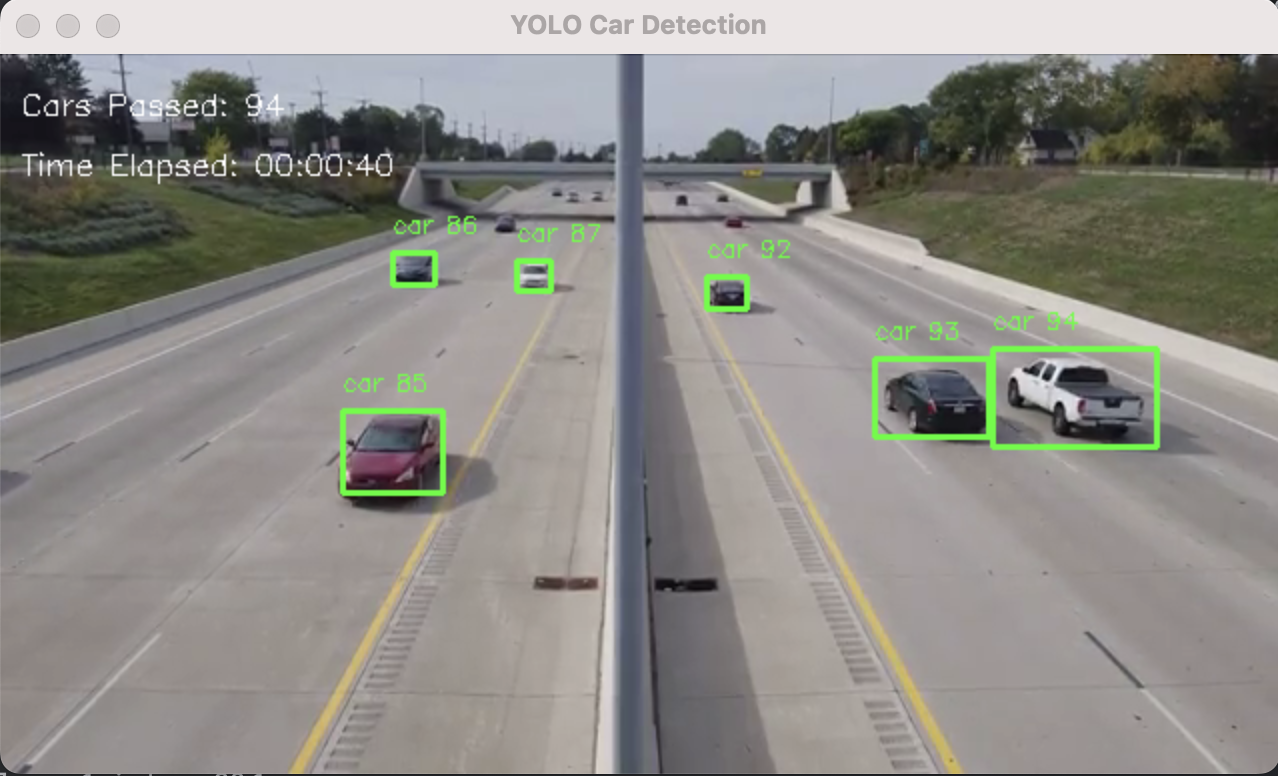 YOLO Car Detection
Cars Passed: 94
Time Elapsed: 00:00:40
car 86
car 87
car 92
car 93
car 94
car 85